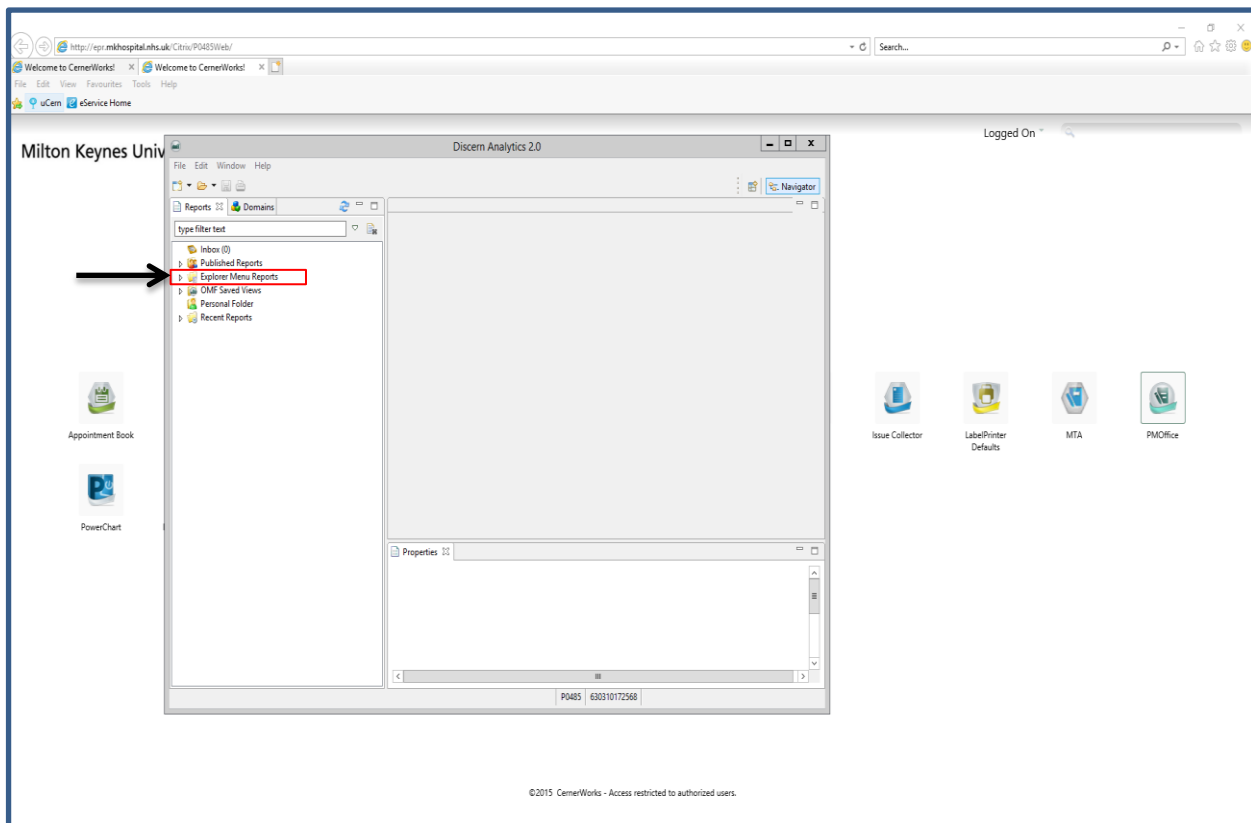 http://epr.mkhospital.nhs.uk/Citrix/P0485Web/
Search...
Welcome to CernerWorks!
Welcome to CernerWorks!
File Edit View Favourites Tools Help
uCern eService Home
Logged On
Milton Keynes Univ
Discern Analytics 2.0
File Edit Window Help
Navigator
Reports Domains
type filter text
Inbox (0)
Published Reports
Explorer Menu Reports
OMF Saved Views
Personal Folder
Recent Reports
Appointment Book
Issue Collector
LabelPrinter
Defaults
MTA
PMOffice
PowerChart
Properties
P0485 630310172568
©2015 CernerWorks - Access restricted to authorized users.